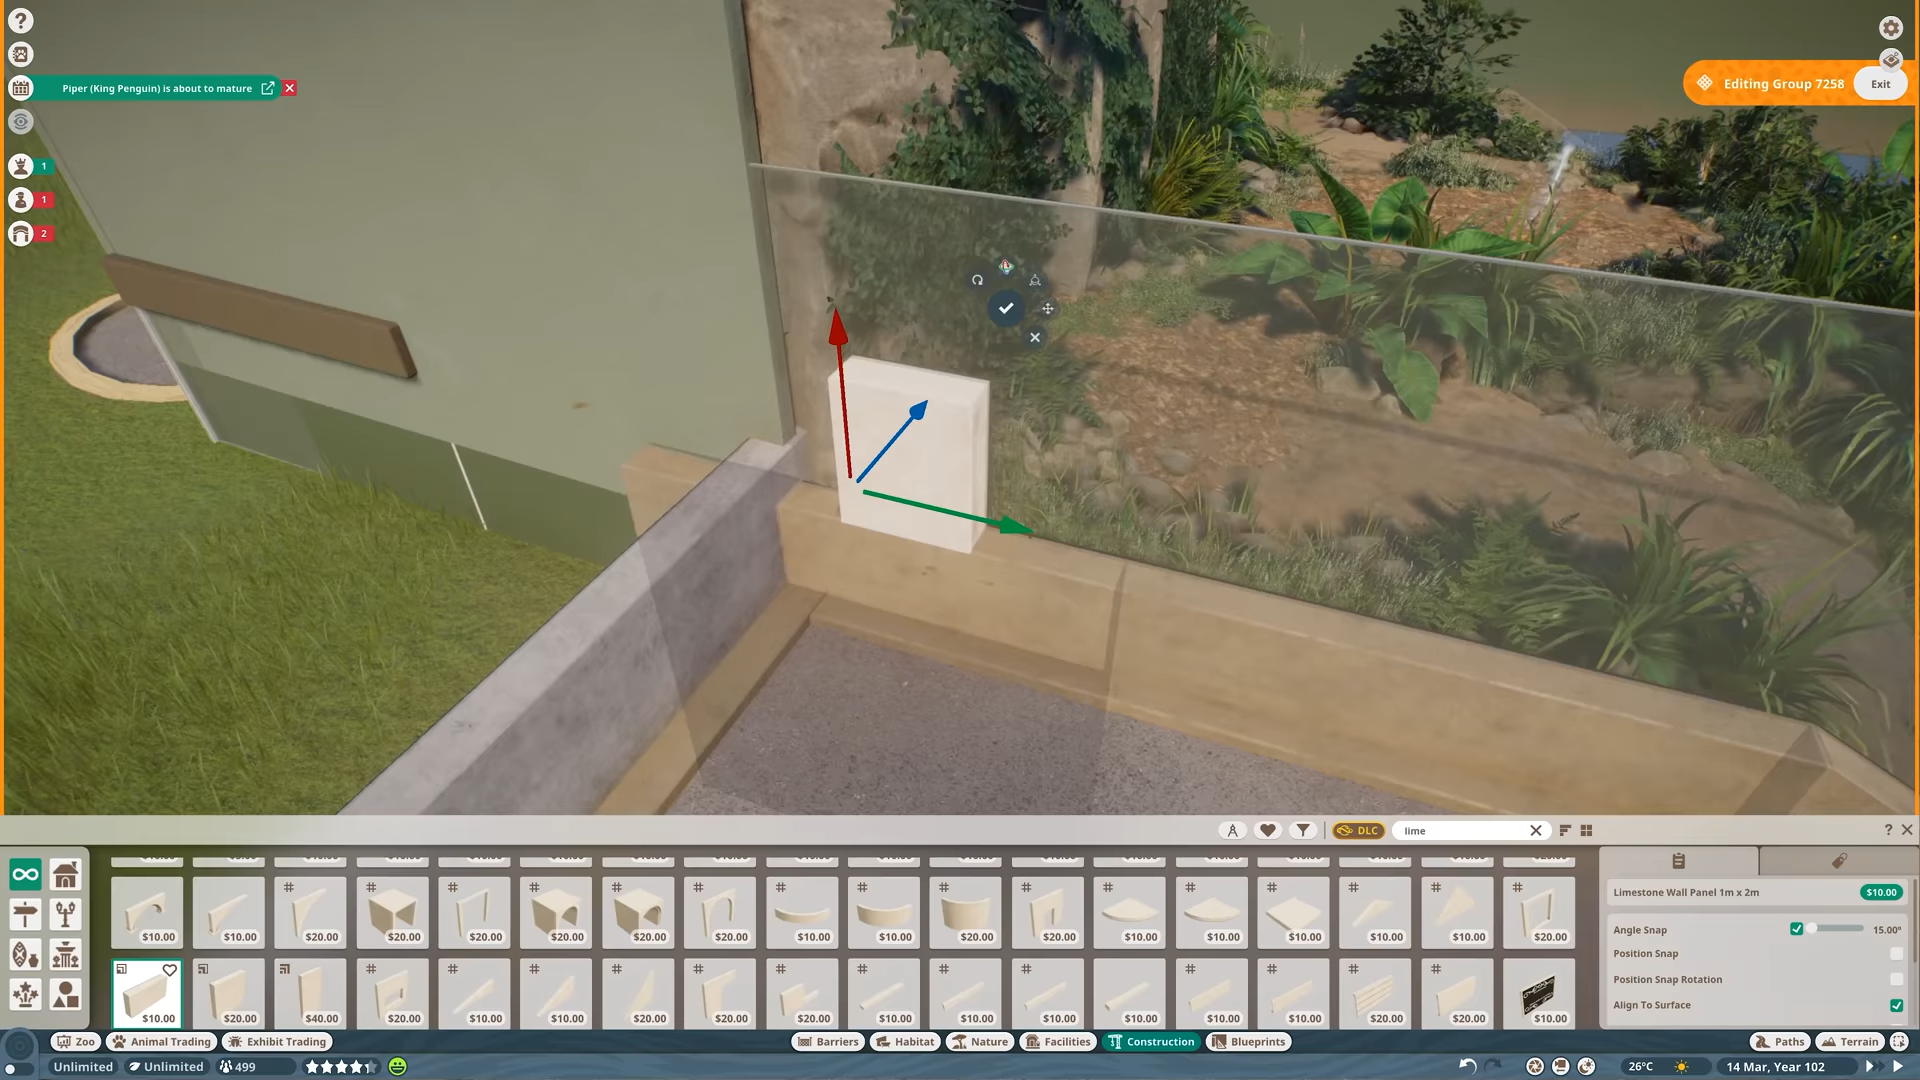 Piper (King Penguin) is about to mature
Editing Group 7258
Exit
1
1
2
DLC
lime
$10.00 $10.00 $20.00 $20.00 $20.00 $20.00 $20.00 $20.00 $10.00 $10.00 $20.00 $20.00 $10.00 $10.00 $10.00 $10.00 $10.00 $20.00
$10.00 $20.00 $40.00 $20.00 $10.00 $10.00 $20.00 $20.00 $20.00 $10.00 $10.00 $10.00 $10.00 $10.00 $10.00 $20.00 $20.00 $10.00
Limestone Wall Panel 1m x 2m $10.00
Angle Snap 15.00°
Position Snap
Position Snap Rotation
Align To Surface
Zoo Animal Trading Exhibit Trading Barriers Habitat Nature Facilities Construction Blueprints Paths Terrain
Unlimited Unlimited 499 26°C 14 Mar, Year 102